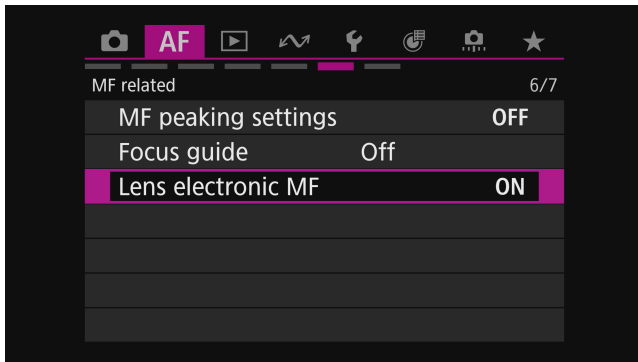 AF
MF related 6/7
MF peaking settings OFF
Focus guide Off
Lens electronic MF ON